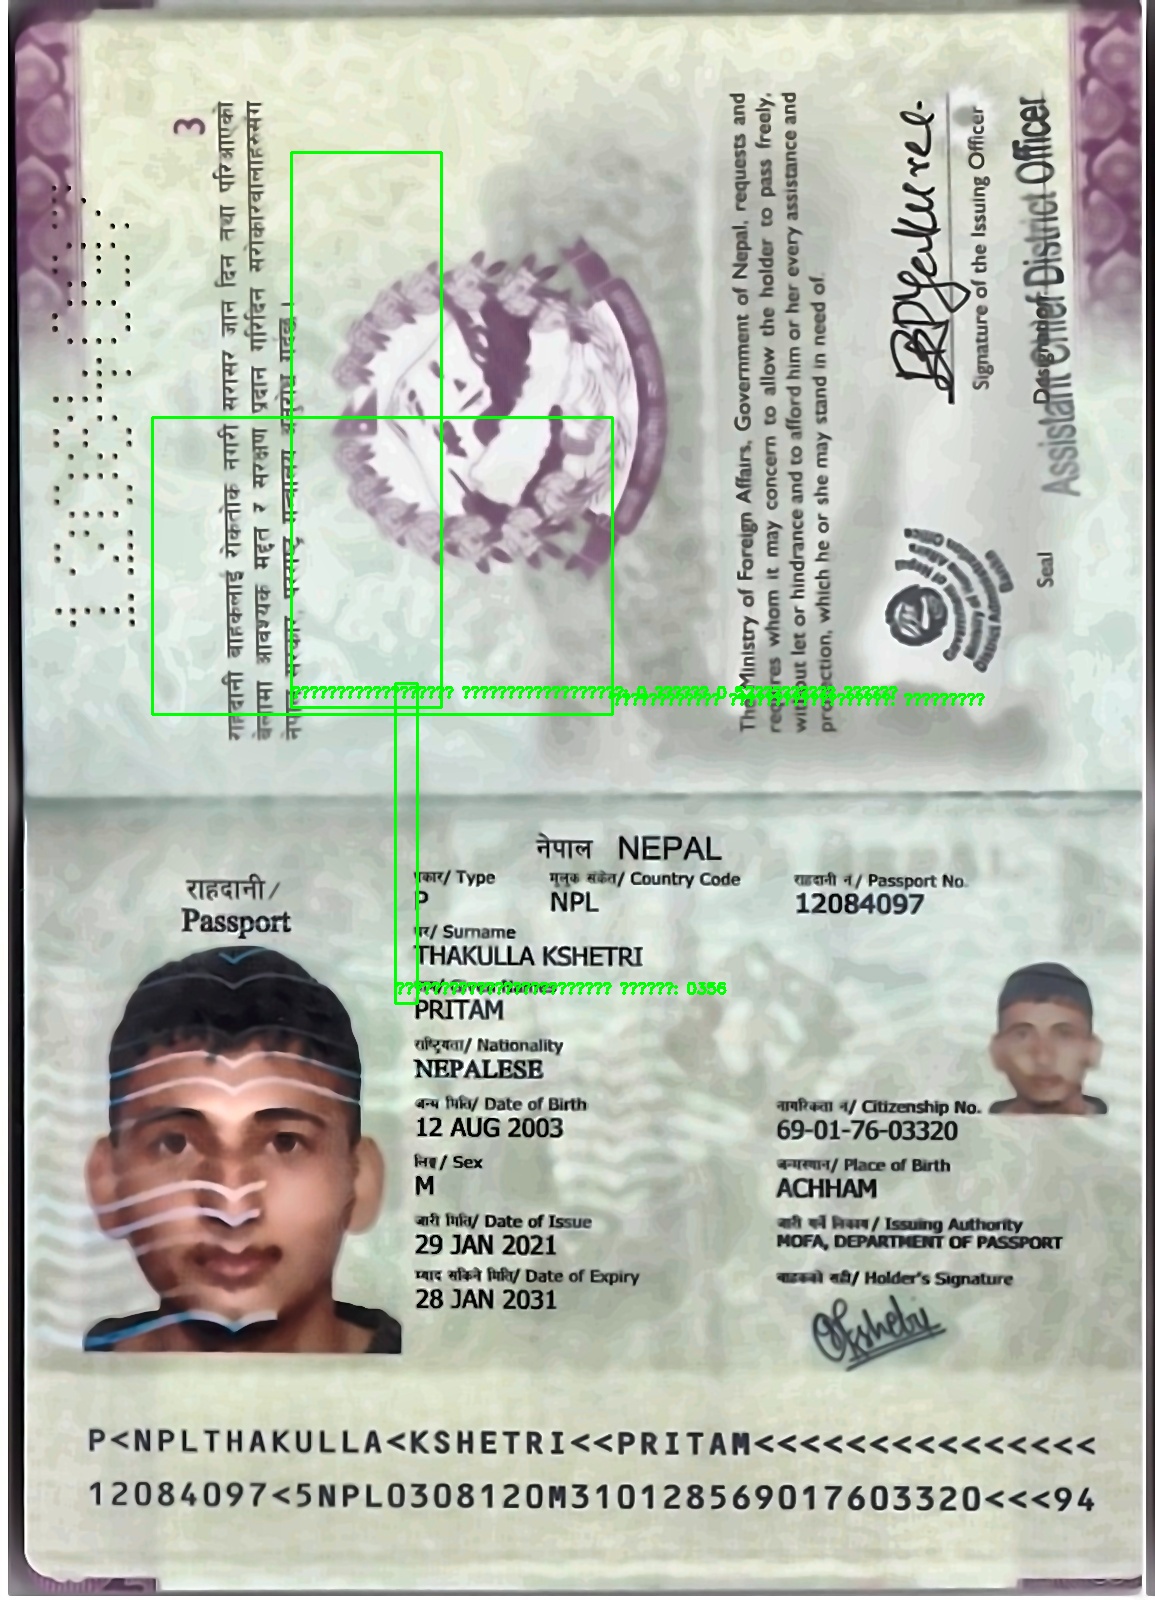 3
राहदानी बाहकलाई रोकतोक नगरी सरासर जान दिन तथा परिआएको
बेलामा आवश्यक मद्दत र संरक्षण प्रदान गरिदिन सरोकारवालाहरुसंग
नेपाल सरकार, परराष्ट्र मन्त्रालय अनुरोध गर्दछ ।
The Ministry of Foreign Affairs, Government of Nepal, requests and
requires whom it may concern to allow the holder to pass freely,
without let or hindrance and to afford him or her every assistance and
protection, which he or she may stand in need of.
Signature of the Issuing Officer
Designation
Assistant Chief District Officer
Seal
नेपाल NEPAL
राहदानी/
Passport
प्रकार/ Type मुलुक संकेत/ Country Code राहदानी नं/ Passport No.
P NPL 12084097
थर/ Surname
THAKULLA KSHETRI
नाम/ Given Names
PRITAM
राष्ट्रियता/ Nationality
NEPALESE
जन्म मिति/ Date of Birth नागरिकता नं/ Citizenship No.
12 AUG 2003 69-01-76-03320
लिङ्ग/ Sex जन्मस्थान/ Place of Birth
M ACHHAM
जारी मिति/ Date of Issue जारी गर्ने निकाय/ Issuing Authority
29 JAN 2021 MOFA, DEPARTMENT OF PASSPORT
म्याद सकिने मिति/ Date of Expiry वाहकको सही/ Holder's Signature
28 JAN 2031
P<NPLTHAKULLA<KSHETRI<<PRITAM<<<<<<<<<<<<<<<
12084097<5NPL0308120M310128569017603320<<<94